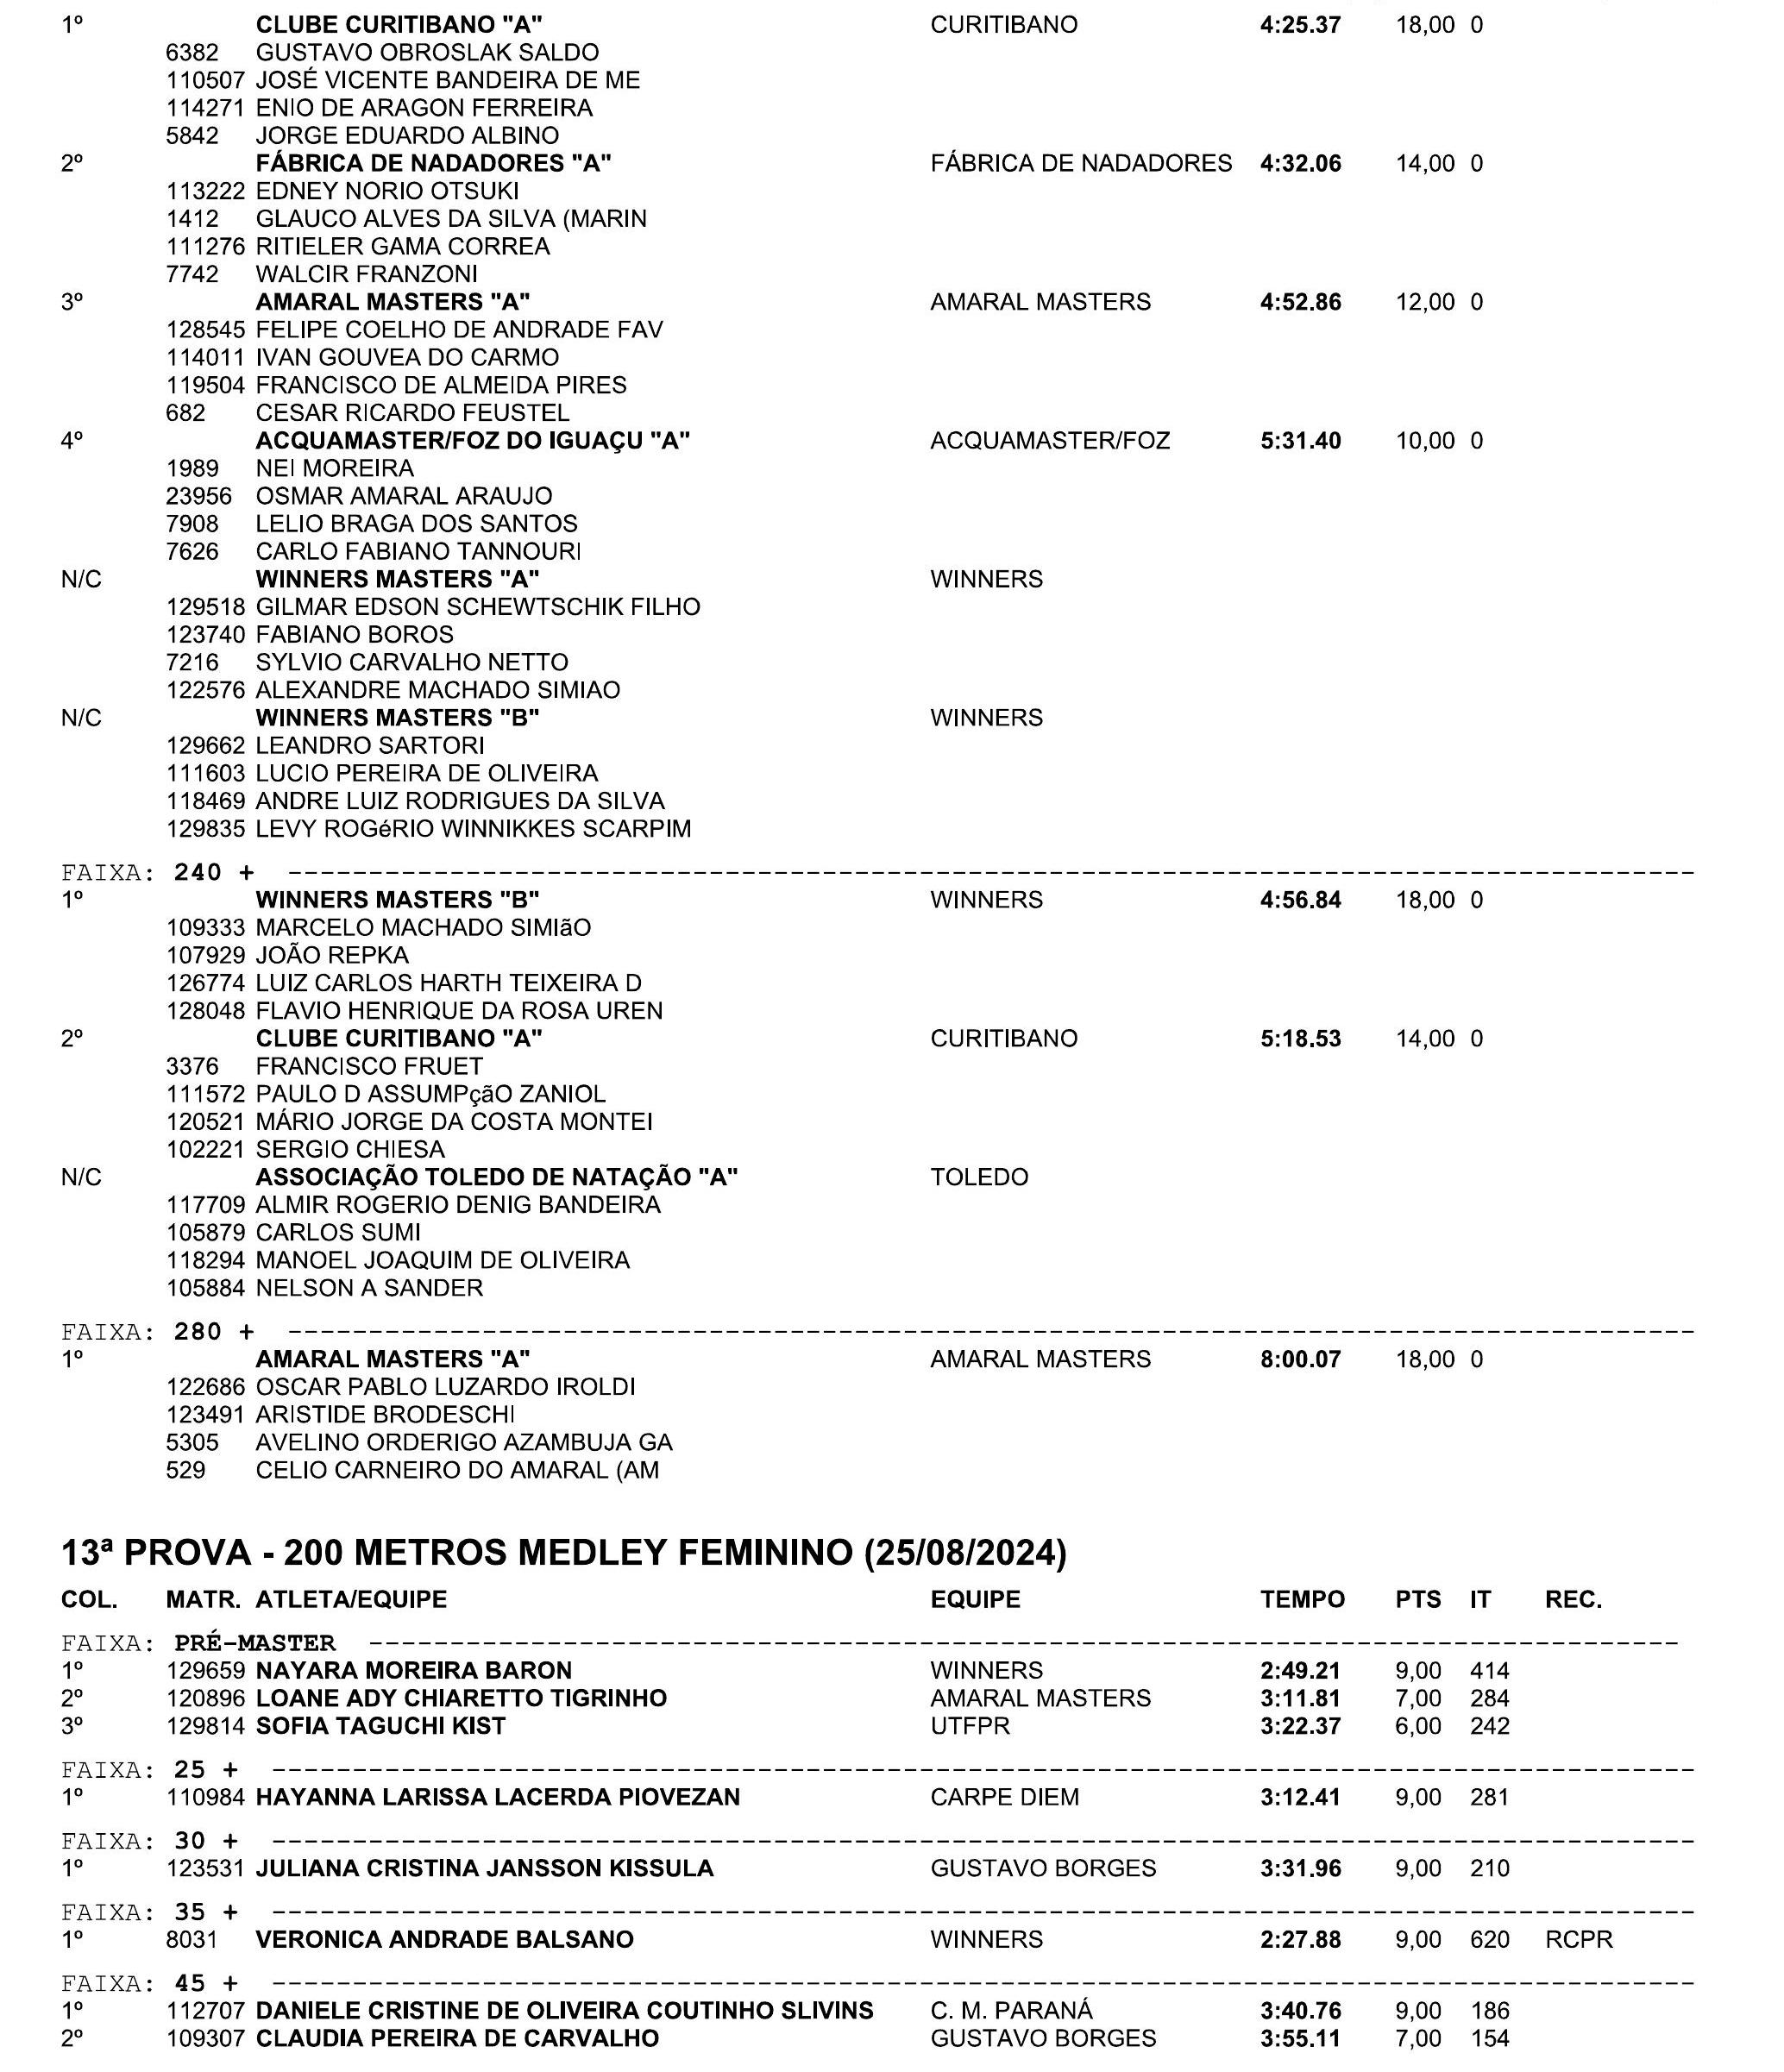 1º CLUBE CURITIBANO "A" CURITIBANO 4:25.37 18,00 0
6382 GUSTAVO OBROSLAK SALDO
110507 JOSÉ VICENTE BANDEIRA DE ME
114271 ENIO DE ARAGON FERREIRA
5842 JORGE EDUARDO ALBINO
2º FÁBRICA DE NADADORES "A" FÁBRICA DE NADADORES 4:32.06 14,00 0
113222 EDNEY NORIO OTSUKI
1412 GLAUCO ALVES DA SILVA (MARIN
111276 RITIELER GAMA CORREA
7742 WALCIR FRANZONI
3º AMARAL MASTERS "A" AMARAL MASTERS 4:52.86 12,00 0
128545 FELIPE COELHO DE ANDRADE FAV
114011 IVAN GOUVEA DO CARMO
119504 FRANCISCO DE ALMEIDA PIRES
682 CESAR RICARDO FEUSTEL
4º ACQUAMASTER/FOZ DO IGUAÇU "A" ACQUAMASTER/FOZ 5:31.40 10,00 0
1989 NEI MOREIRA
23956 OSMAR AMARAL ARAUJO
7908 LELIO BRAGA DOS SANTOS
7626 CARLO FABIANO TANNOURI
N/C WINNERS MASTERS "A" WINNERS
129518 GILMAR EDSON SCHEWTSCHIK FILHO
123740 FABIANO BOROS
7216 SYLVIO CARVALHO NETTO
122576 ALEXANDRE MACHADO SIMIAO
N/C WINNERS MASTERS "B" WINNERS
129662 LEANDRO SARTORI
111603 LUCIO PEREIRA DE OLIVEIRA
118469 ANDRE LUIZ RODRIGUES DA SILVA
129835 LEVY ROGéRIO WINNIKKES SCARPIM
FAIXA: 240 + ----------------------------------------------------------------------------------------
1º WINNERS MASTERS "B" WINNERS 4:56.84 18,00 0
109333 MARCELO MACHADO SIMIãO
107929 JOÃO REPKA
126774 LUIZ CARLOS HARTH TEIXEIRA D
128048 FLAVIO HENRIQUE DA ROSA UREN
2º CLUBE CURITIBANO "A" CURITIBANO 5:18.53 14,00 0
3376 FRANCISCO FRUET
111572 PAULO D ASSUMPçãO ZANIOL
120521 MÁRIO JORGE DA COSTA MONTEI
102221 SERGIO CHIESA
N/C ASSOCIAÇÃO TOLEDO DE NATAÇÃO "A" TOLEDO
117709 ALMIR ROGERIO DENIG BANDEIRA
105879 CARLOS SUMI
118294 MANOEL JOAQUIM DE OLIVEIRA
105884 NELSON A SANDER
FAIXA: 280 + ----------------------------------------------------------------------------------------
1º AMARAL MASTERS "A" AMARAL MASTERS 8:00.07 18,00 0
122686 OSCAR PABLO LUZARDO IROLDI
123491 ARISTIDE BRODESCHI
5305 AVELINO ORDERIGO AZAMBUJA GA
529 CELIO CARNEIRO DO AMARAL (AM
13ª PROVA - 200 METROS MEDLEY FEMININO (25/08/2024)
COL. MATR. ATLETA/EQUIPE EQUIPE TEMPO PTS IT REC.
FAIXA: PRÉ-MASTER ----------------------------------------------------------------------------------
1º 129659 NAYARA MOREIRA BARON WINNERS 2:49.21 9,00 414
2º 120896 LOANE ADY CHIARETTO TIGRINHO AMARAL MASTERS 3:11.81 7,00 284
3º 129814 SOFIA TAGUCHI KIST UTFPR 3:22.37 6,00 242
FAIXA: 25 + -----------------------------------------------------------------------------------------
1º 110984 HAYANNA LARISSA LACERDA PIOVEZAN CARPE DIEM 3:12.41 9,00 281
FAIXA: 30 + -----------------------------------------------------------------------------------------
1º 123531 JULIANA CRISTINA JANSSON KISSULA GUSTAVO BORGES 3:31.96 9,00 210
FAIXA: 35 + -----------------------------------------------------------------------------------------
1º 8031 VERONICA ANDRADE BALSANO WINNERS 2:27.88 9,00 620 RCPR
FAIXA: 45 + -----------------------------------------------------------------------------------------
1º 112707 DANIELE CRISTINE DE OLIVEIRA COUTINHO SLIVINS C. M. PARANÁ 3:40.76 9,00 186
2º 109307 CLAUDIA PEREIRA DE CARVALHO GUSTAVO BORGES 3:55.11 7,00 154